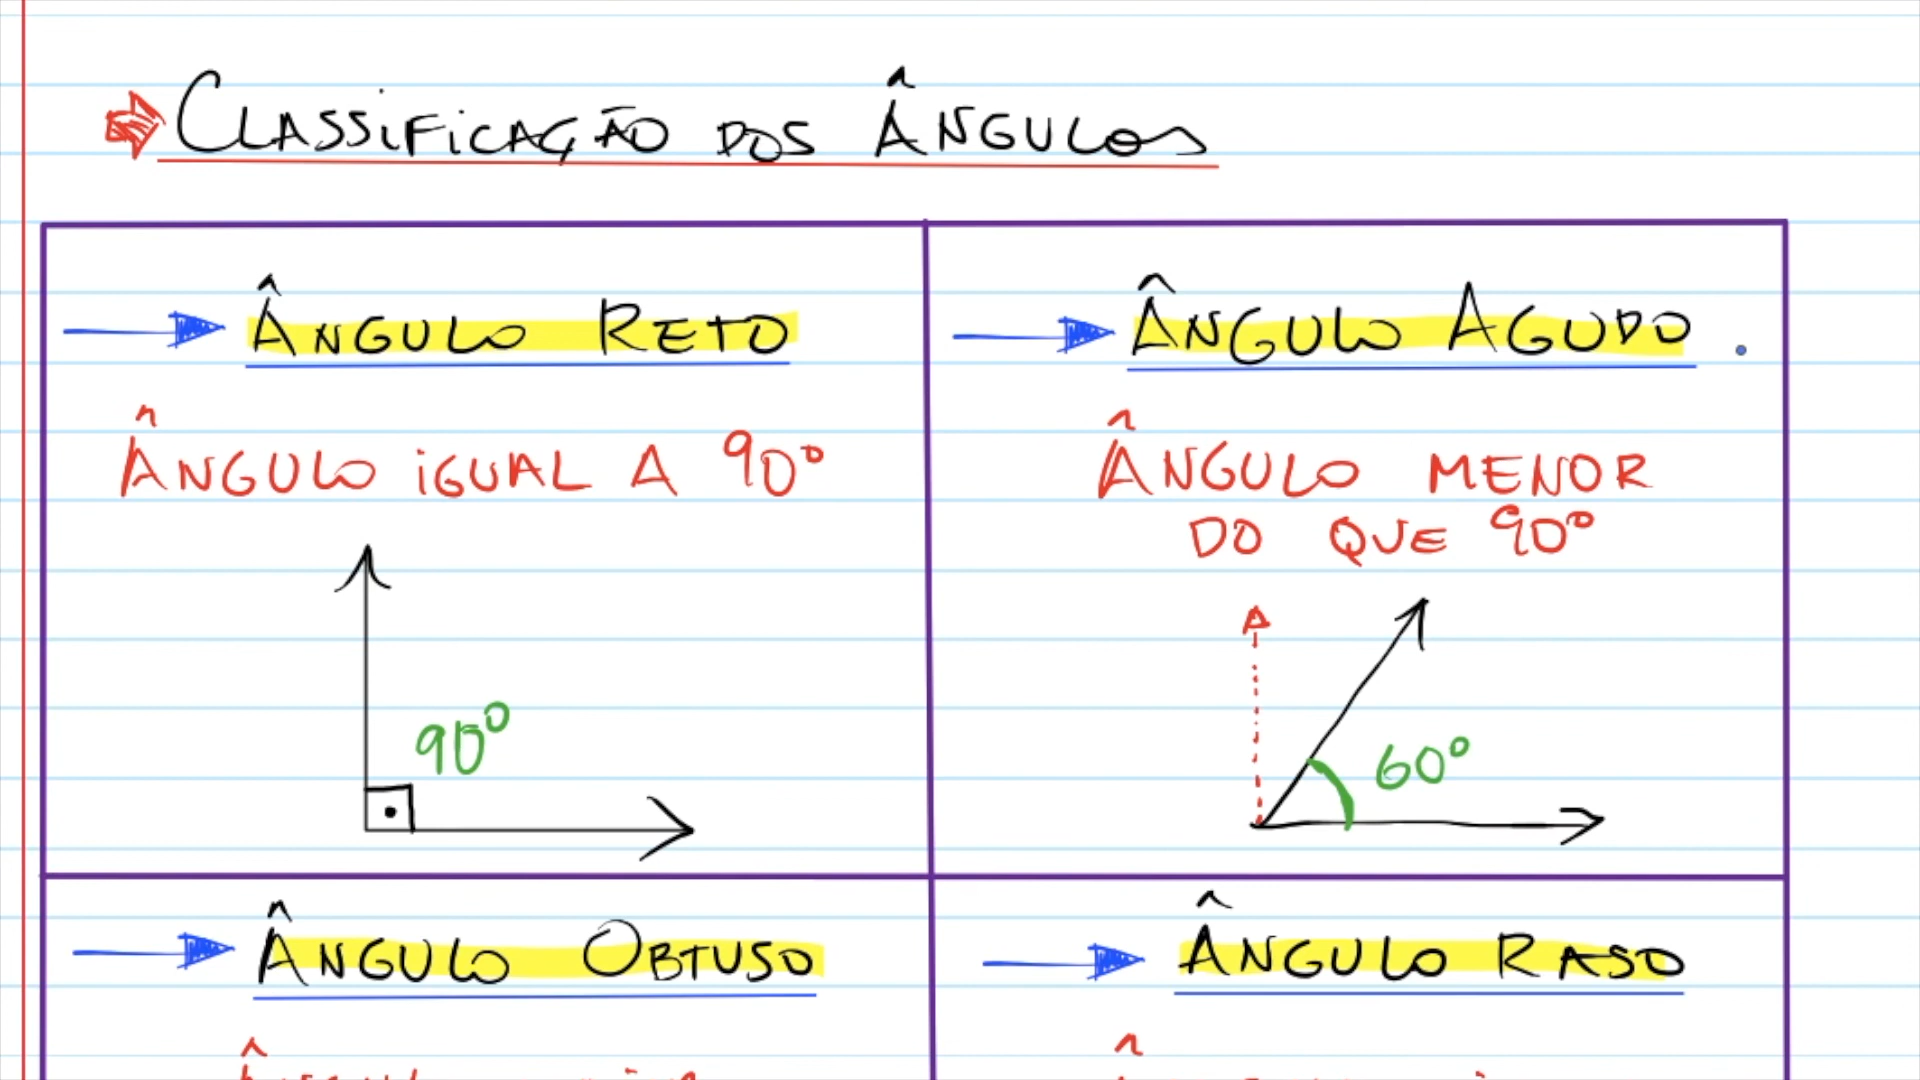 CLASSIFICAÇÃO DOS ÂNGULOS
ÂNGULO RETO
ÂNGULO IGUAL A 90°
90°
ÂNGULO AGUDO
ÂNGULO MENOR
DO QUE 90°
60°
ÂNGULO OBTUSO
ÂNGULO RASO